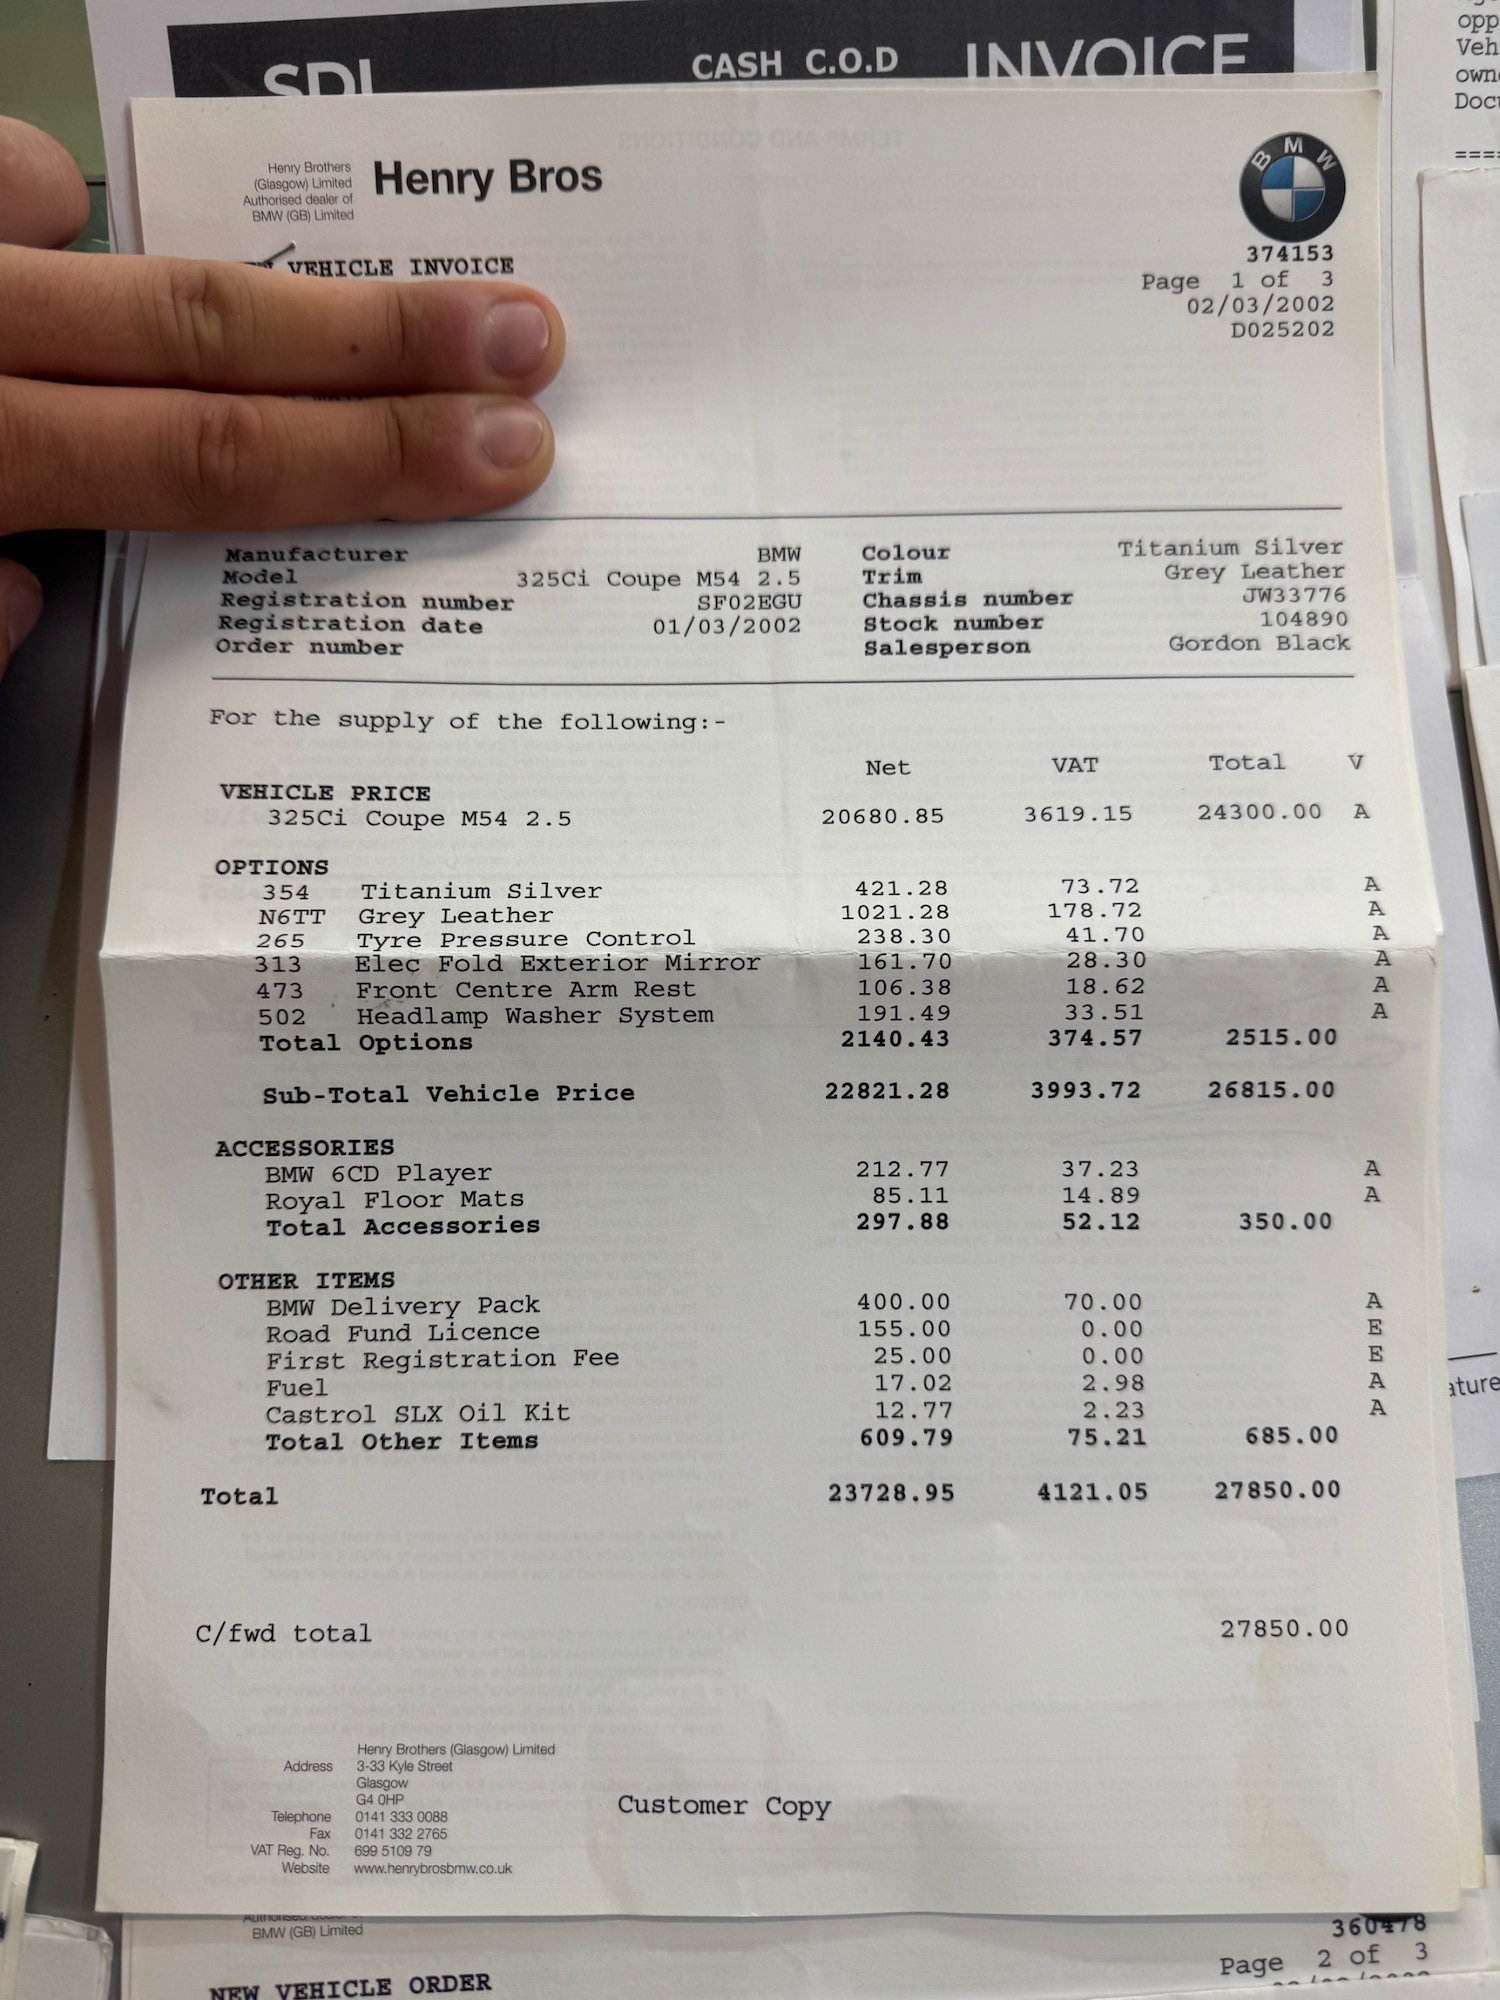 SDL CASH C.O.D INVOICE
opp
Veh
owne
Docu
====
Henry Brothers
(Glasgow) Limited
Authorised dealer of
BMW (GB) Limited
Henry Bros
BMW
VEHICLE INVOICE
374153
Page 1 of 3
02/03/2002
D025202
Manufacturer BMW Colour Titanium Silver
Model 325Ci Coupe M54 2.5 Trim Grey Leather
Registration number SF02EGU Chassis number JW33776
Registration date 01/03/2002 Stock number 104890
Order number Salesperson Gordon Black
For the supply of the following:-
Net VAT Total V
VEHICLE PRICE
325Ci Coupe M54 2.5 20680.85 3619.15 24300.00 A
OPTIONS
354 Titanium Silver 421.28 73.72 A
N6TT Grey Leather 1021.28 178.72 A
265 Tyre Pressure Control 238.30 41.70 A
313 Elec Fold Exterior Mirror 161.70 28.30 A
473 Front Centre Arm Rest 106.38 18.62 A
502 Headlamp Washer System 191.49 33.51 A
Total Options 2140.43 374.57 2515.00
Sub-Total Vehicle Price 22821.28 3993.72 26815.00
ACCESSORIES
BMW 6CD Player 212.77 37.23 A
Royal Floor Mats 85.11 14.89 A
Total Accessories 297.88 52.12 350.00
OTHER ITEMS
BMW Delivery Pack 400.00 70.00 A
Road Fund Licence 155.00 0.00 E
First Registration Fee 25.00 0.00 E
Fuel 17.02 2.98 A
Castrol SLX Oil Kit 12.77 2.23 A
Total Other Items 609.79 75.21 685.00
Total 23728.95 4121.05 27850.00
C/fwd total 27850.00
Henry Brothers (Glasgow) Limited
Address 3-33 Kyle Street
Glasgow
G4 0HP
Telephone 0141 333 0088
Fax 0141 332 2765
VAT Reg. No. 699 5109 79
Website www.henrybrosbmw.co.uk
Customer Copy
ature
BMW (GB) Limited
360478
Page 2 of 3
NEW VEHICLE ORDER